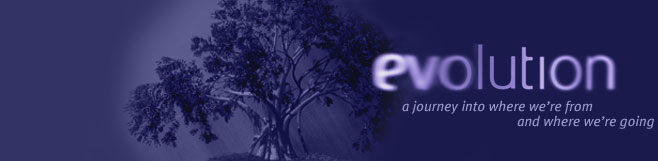 evolution
a journey into where we're from
and where we're going